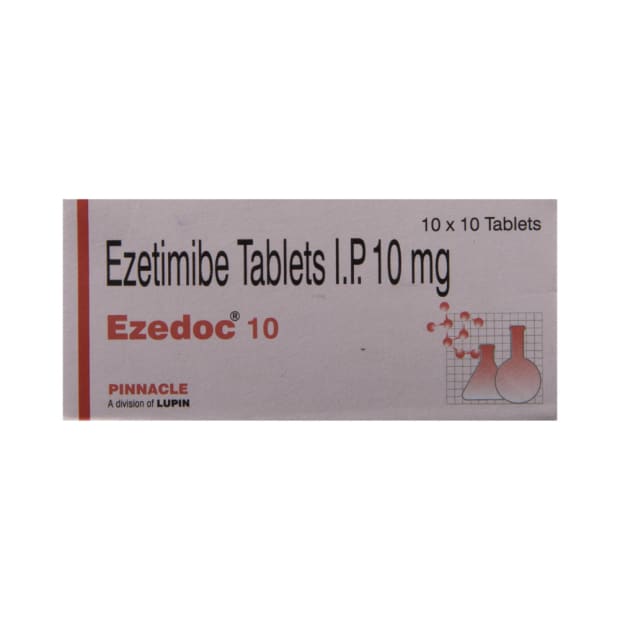 10 x 10 Tablets
Ezetimibe Tablets I.P. 10 mg
Ezedoc® 10
PINNACLE
A division of LUPIN